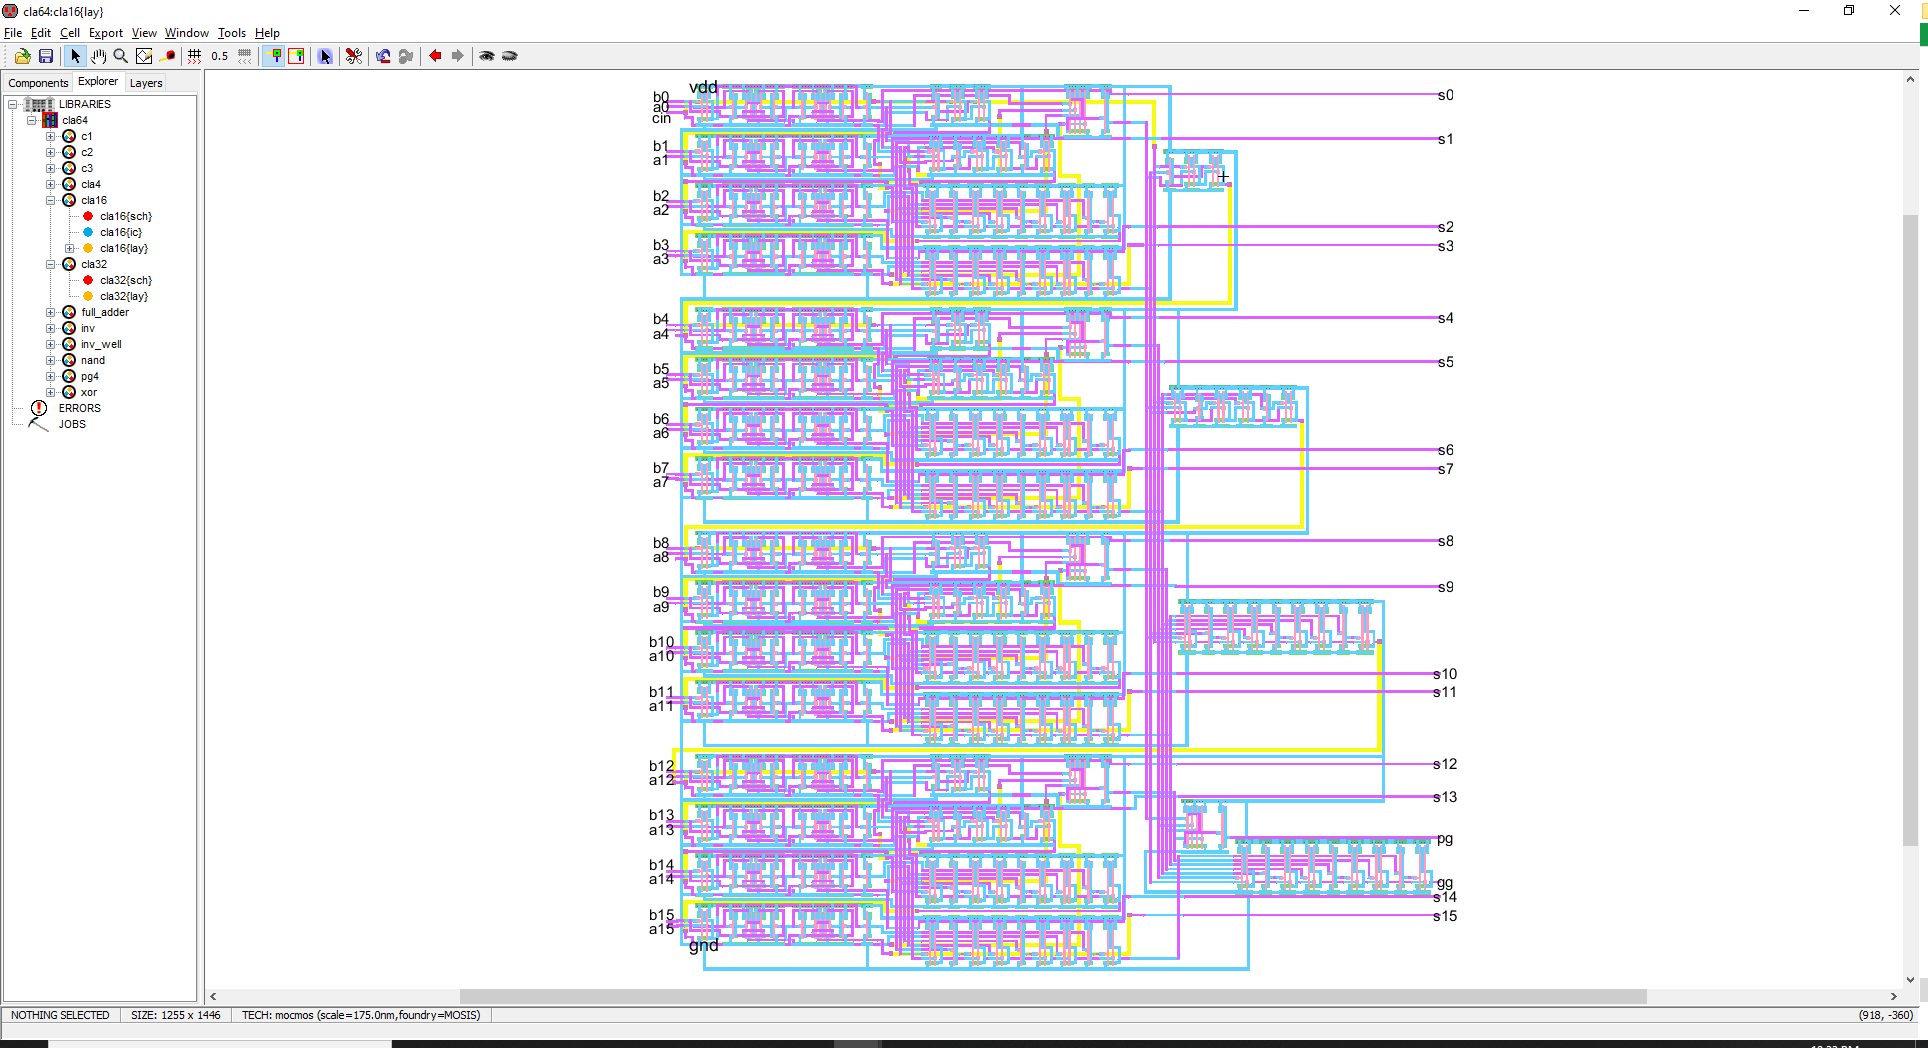 cla64:cla16{lay}
File Edit Cell Export View Window Tools Help
0.5
Components Explorer Layers
LIBRARIES
cla64
c1
c2
c3
cla4
cla16
cla16{sch}
cla16{ic}
cla16{lay}
cla32
cla32{sch}
cla32{lay}
full_adder
inv
inv_well
nand
pg4
xor
ERRORS
JOBS
vdd
b0
a0
cin
b1
a1
b2
a2
b3
a3
b4
a4
b5
a5
b6
a6
b7
a7
b8
a8
b9
a9
b10
a10
b11
a11
b12
a12
b13
a13
b14
a14
b15
a15
gnd
s0
s1
s2
s3
s4
s5
s6
s7
s8
s9
s10
s11
s12
s13
pg
gg
s14
s15
NOTHING SELECTED SIZE: 1255 x 1446 TECH: mocmos (scale=175.0nm,foundry=MOSIS) (918, -360)